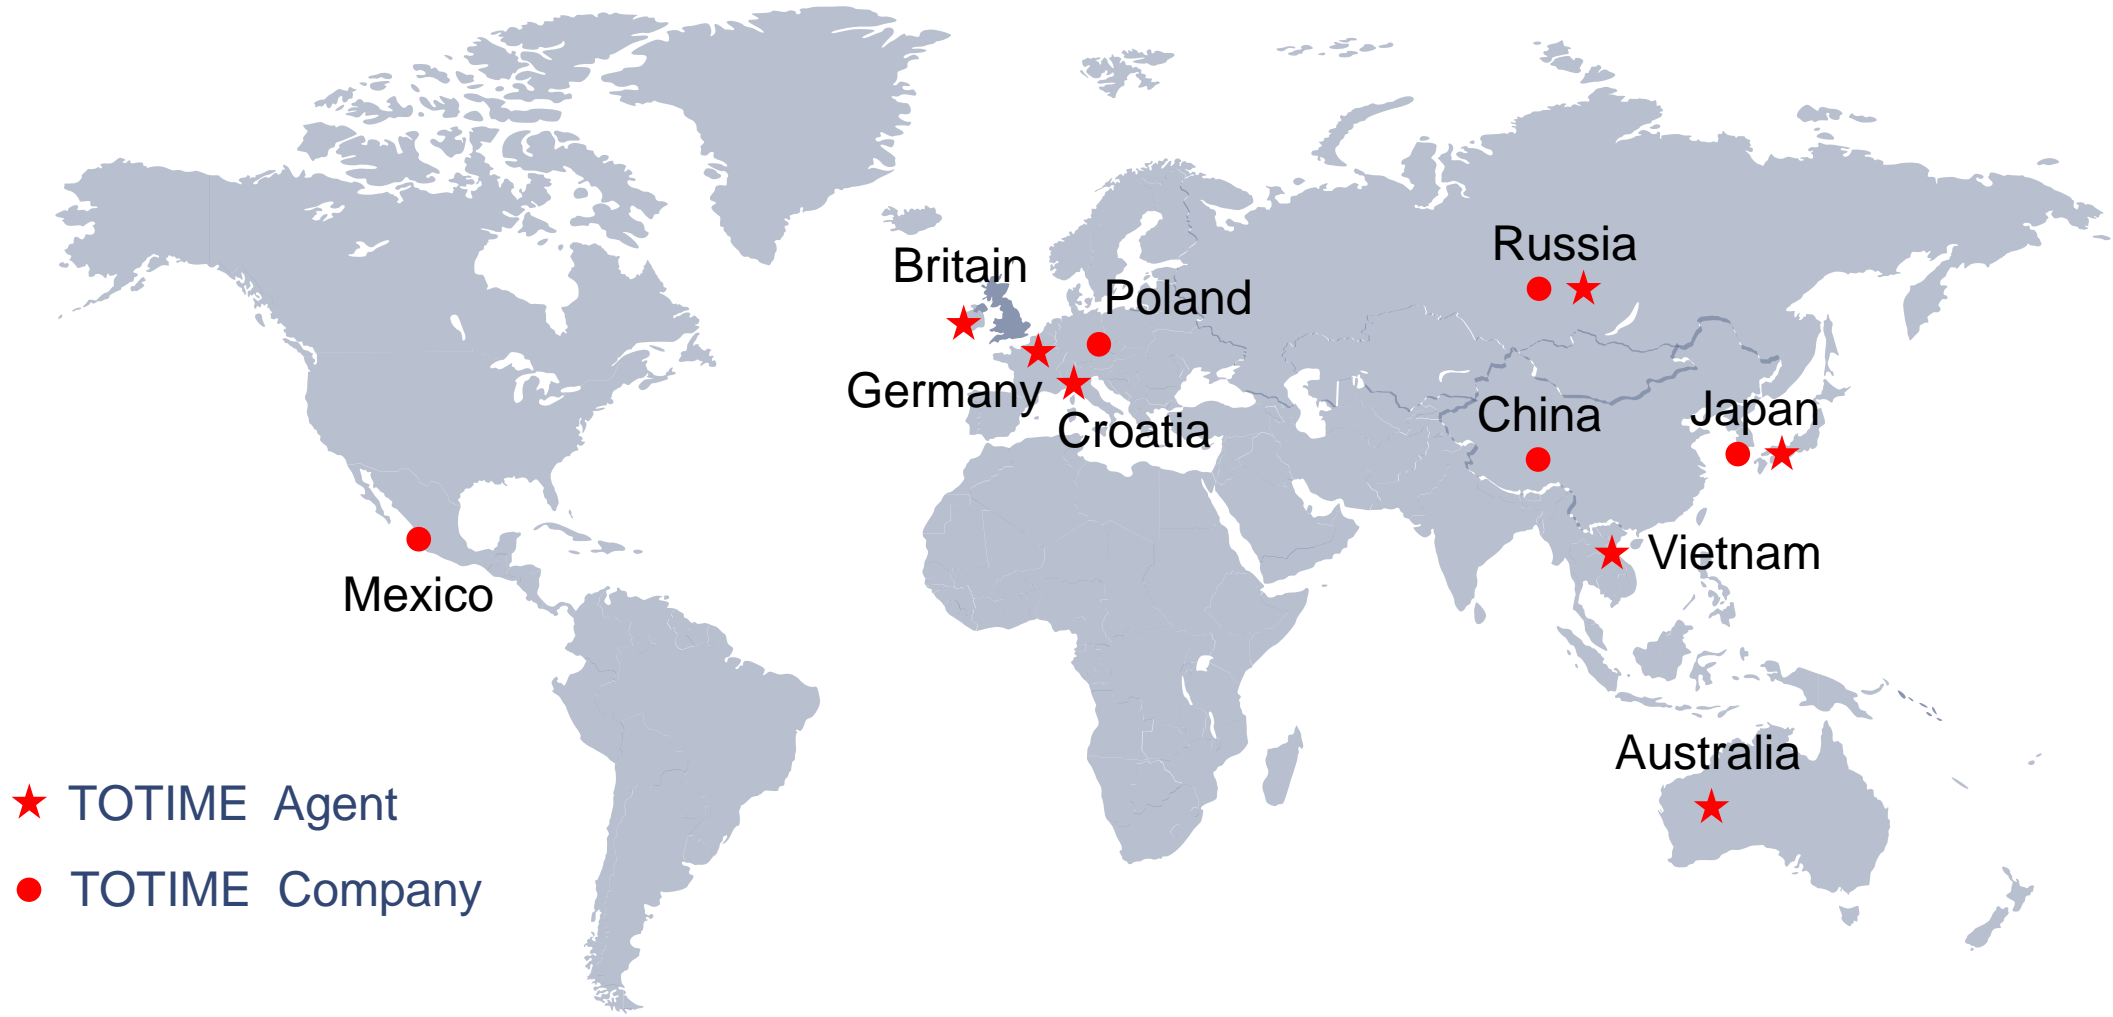 Russia
Britain
Poland
Germany
China
Japan
Croatia
Vietnam
Mexico
Australia
TOTIME Agent
TOTIME Company